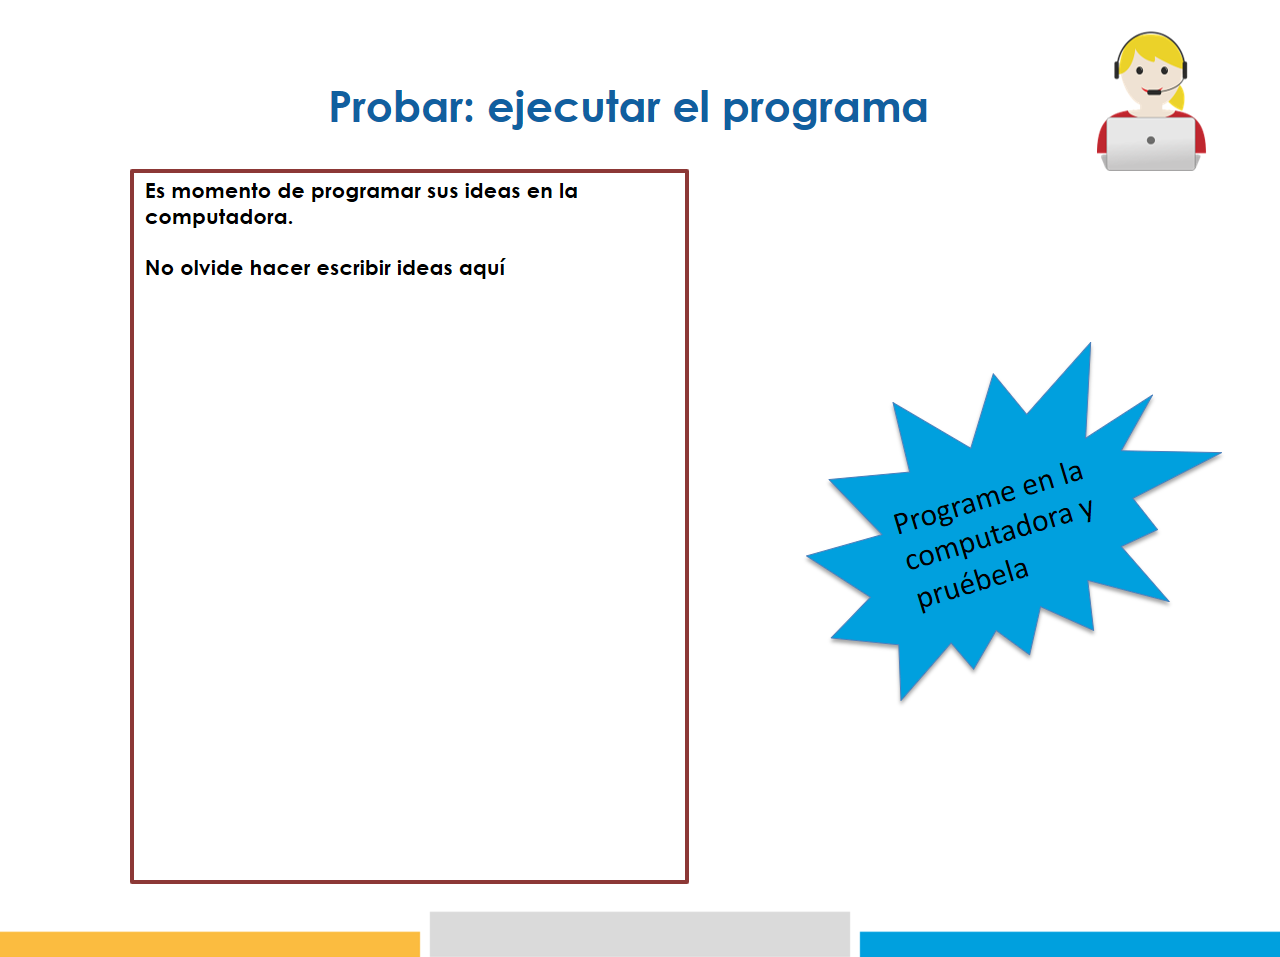 Probar: ejecutar el programa
Es momento de programar sus ideas en la
computadora.
No olvide hacer escribir ideas aquí
Programe en la
computadora y
pruébela